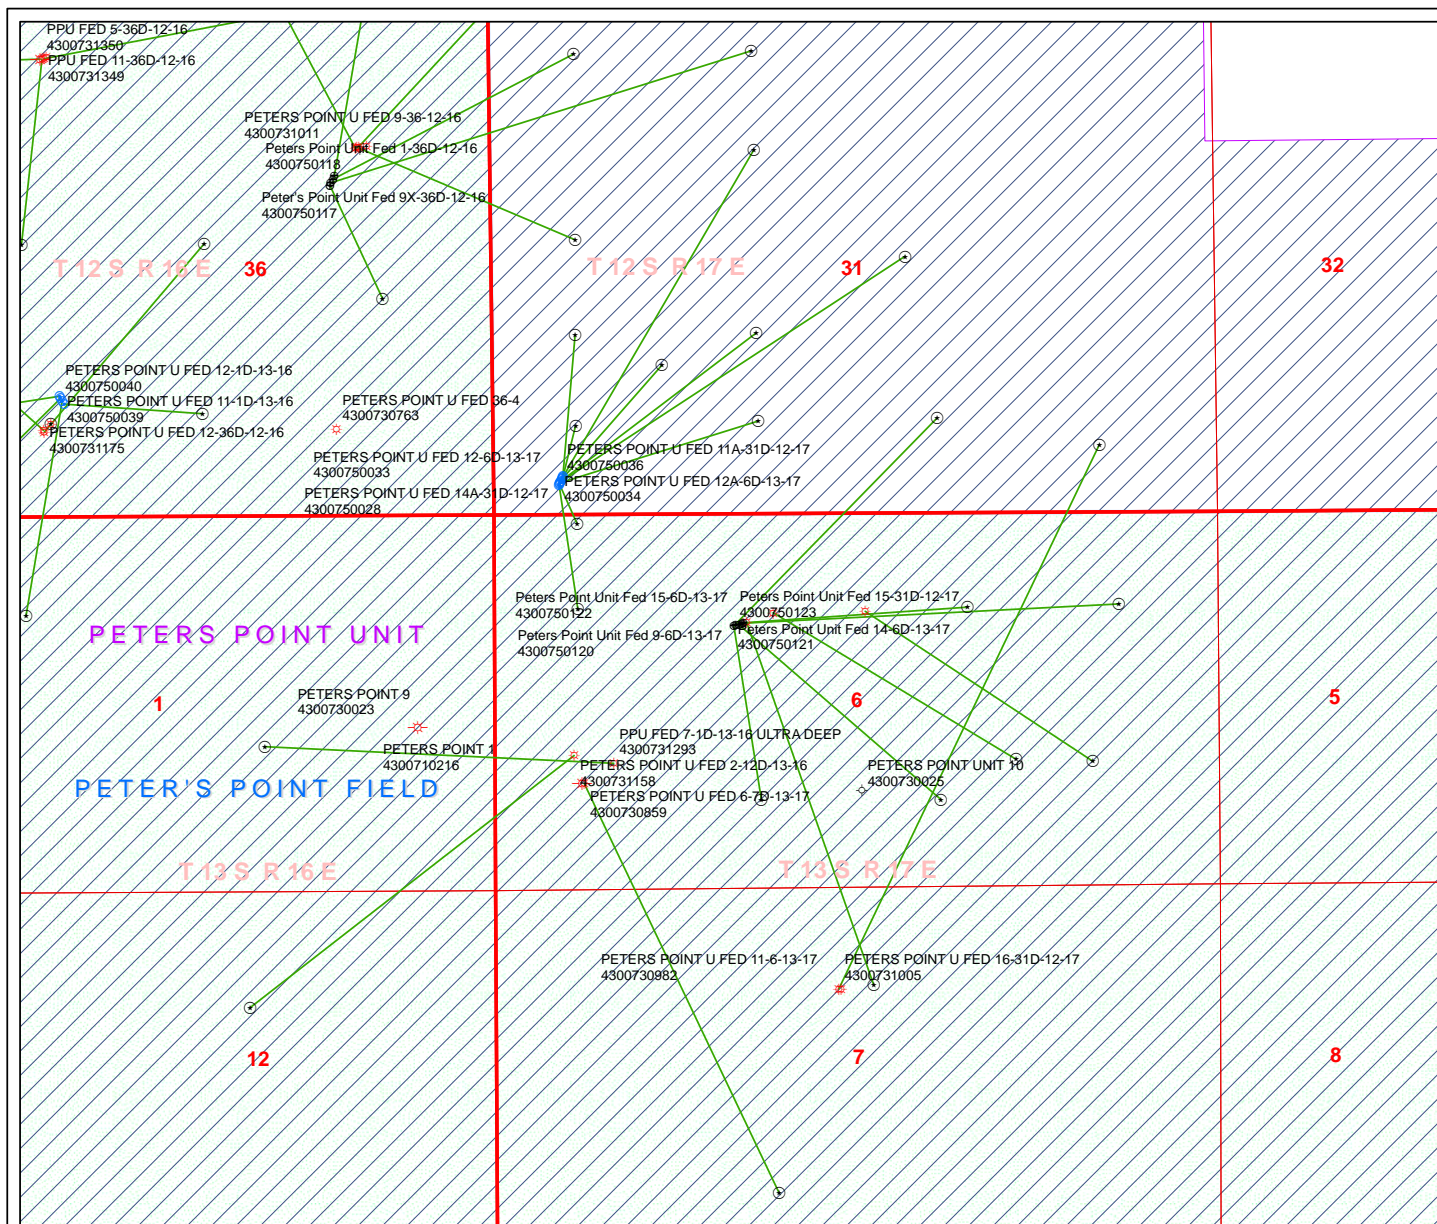 PPU FED 5-36D-12-16
4300731350
PPU FED 11-36D-12-16
4300731349
PETERS POINT U FED 9-36-12-16
4300731011
Peters Point Unit Fed 1-36D-12-16
4300750118
Peter's Point Unit Fed 9X-36D-12-16
4300750117
T 12 S R 16 E
36
T 12 S R 17 E
31
32
PETERS POINT U FED 12-1D-13-16
4300750040
PETERS POINT U FED 11-1D-13-16
4300750039
PETERS POINT U FED 12-36D-12-16
4300731175
PETERS POINT U FED 36-4
4300730763
PETERS POINT U FED 12-6D-13-17
4300750033
PETERS POINT U FED 14A-31D-12-17
4300750028
PETERS POINT U FED 11A-31D-12-17
4300750036
PETERS POINT U FED 12A-6D-13-17
4300750034
Peters Point Unit Fed 15-6D-13-17
4300750122
Peters Point Unit Fed 15-31D-12-17
4300750123
Peters Point Unit Fed 9-6D-13-17
4300750120
Peters Point Unit Fed 14-6D-13-17
4300750121
PETERS POINT UNIT
1
6
5
PETERS POINT 9
4300730023
PETERS POINT 1
4300710216
PPU FED 7-1D-13-16 ULTRA DEEP
4300731293
PETERS POINT U FED 2-12D-13-16
4300731158
PETERS POINT U FED 6-7D-13-17
4300730859
PETERS POINT UNIT 10
4300730025
PETER'S POINT FIELD
T 13 S R 16 E
T 13 S R 17 E
PETERS POINT U FED 11-6-13-17
4300730982
PETERS POINT U FED 16-31D-12-17
4300731005
12
7
8